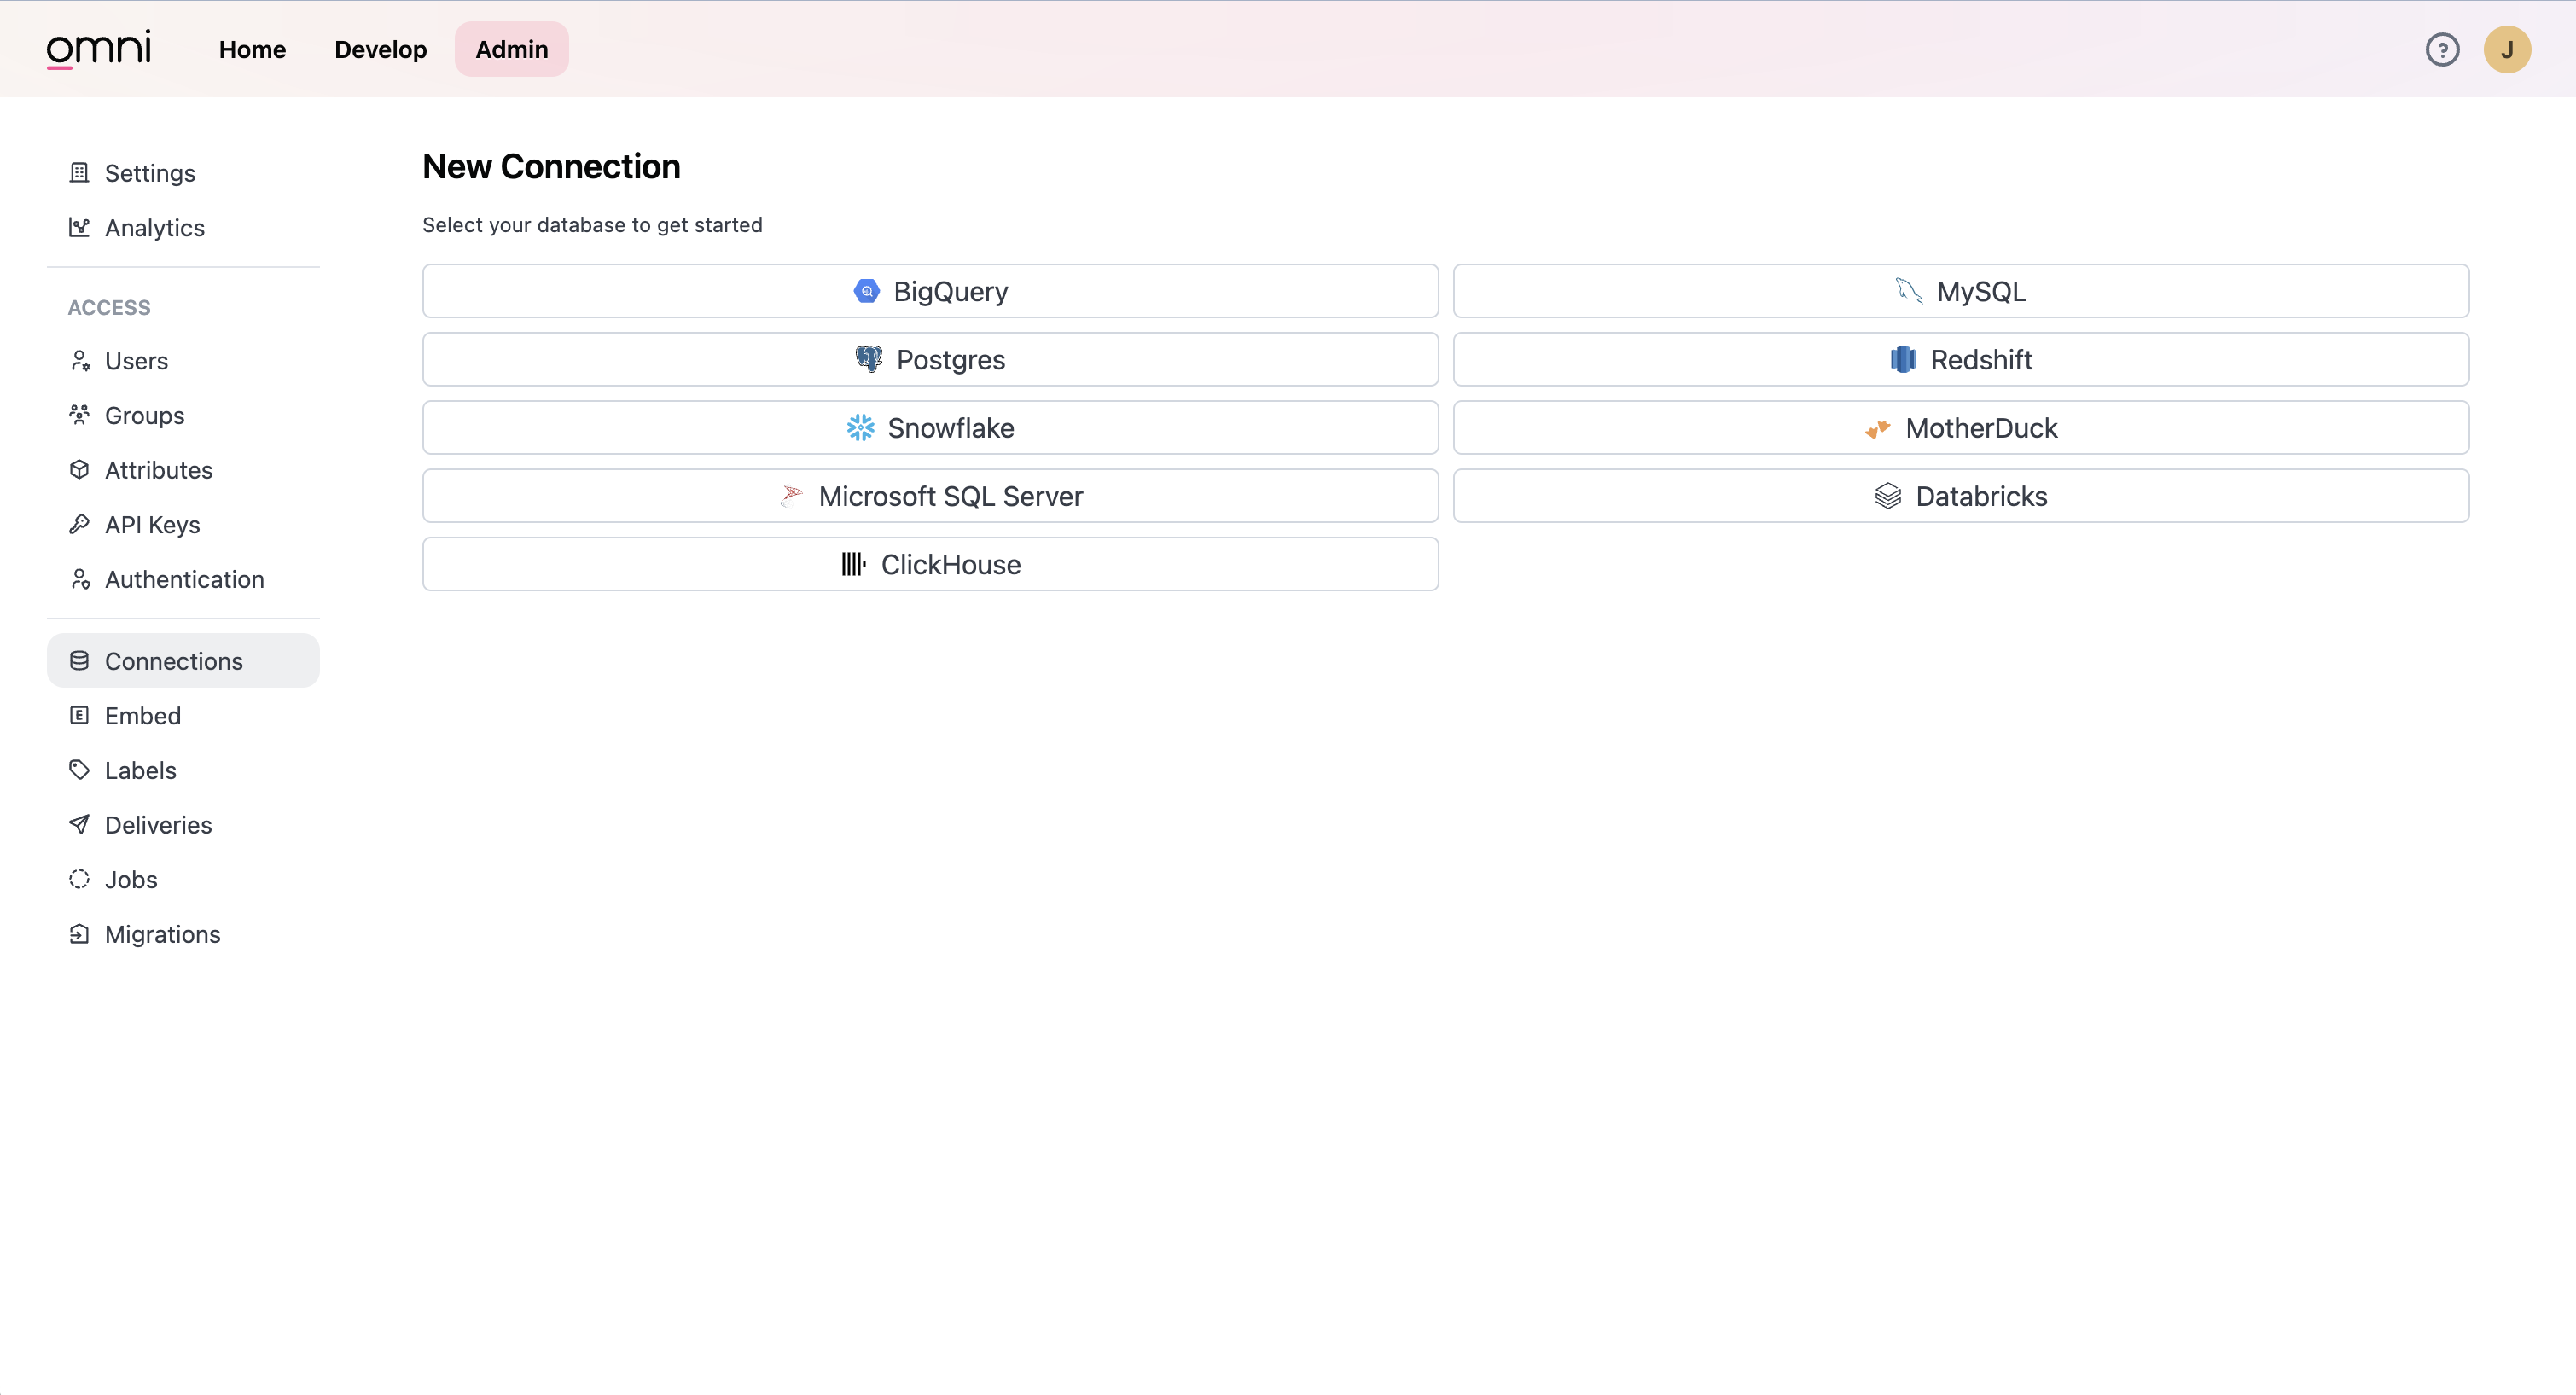 omni
Home
Develop
Admin
?
J
Settings
Analytics
ACCESS
Users
Groups
Attributes
API Keys
Authentication
Connections
Embed
Labels
Deliveries
Jobs
Migrations
New Connection
Select your database to get started
BigQuery
MySQL
Postgres
Redshift
Snowflake
MotherDuck
Microsoft SQL Server
Databricks
ClickHouse